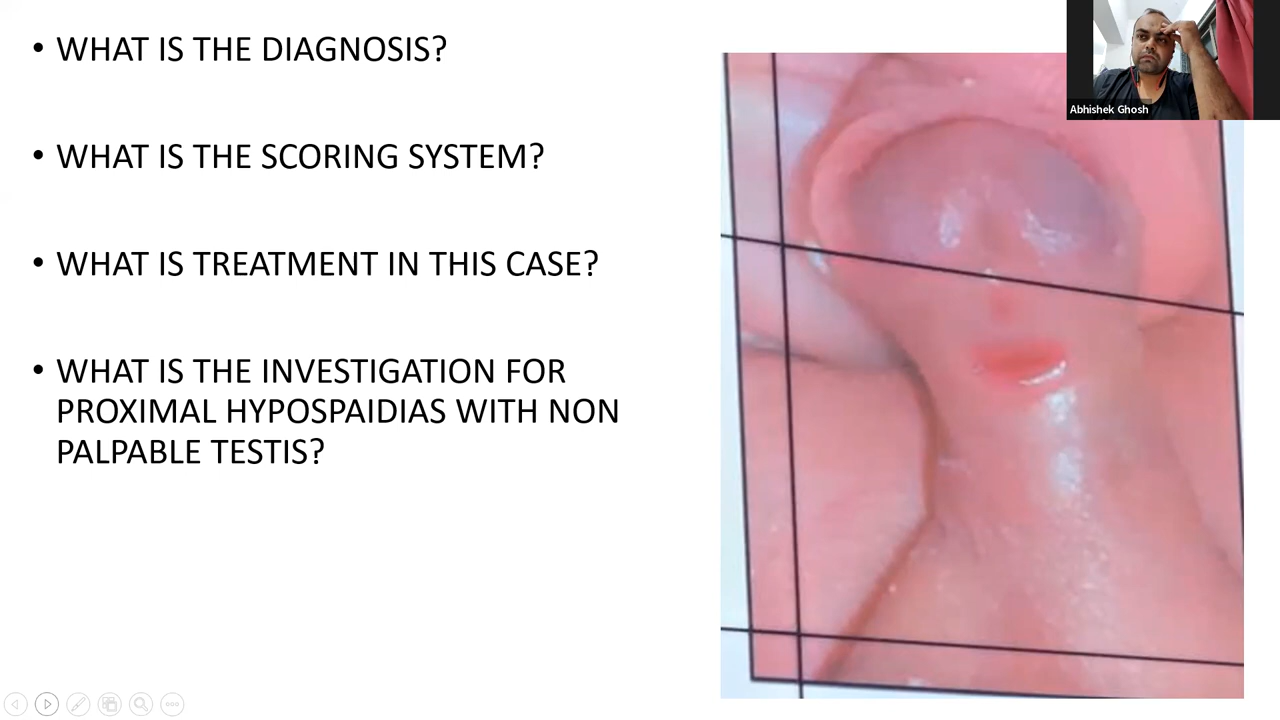 • WHAT IS THE DIAGNOSIS?
• WHAT IS THE SCORING SYSTEM?
• WHAT IS TREATMENT IN THIS CASE?
• WHAT IS THE INVESTIGATION FOR
PROXIMAL HYPOSPAIDIAS WITH NON
PALPABLE TESTIS?
Abhishek Ghosh